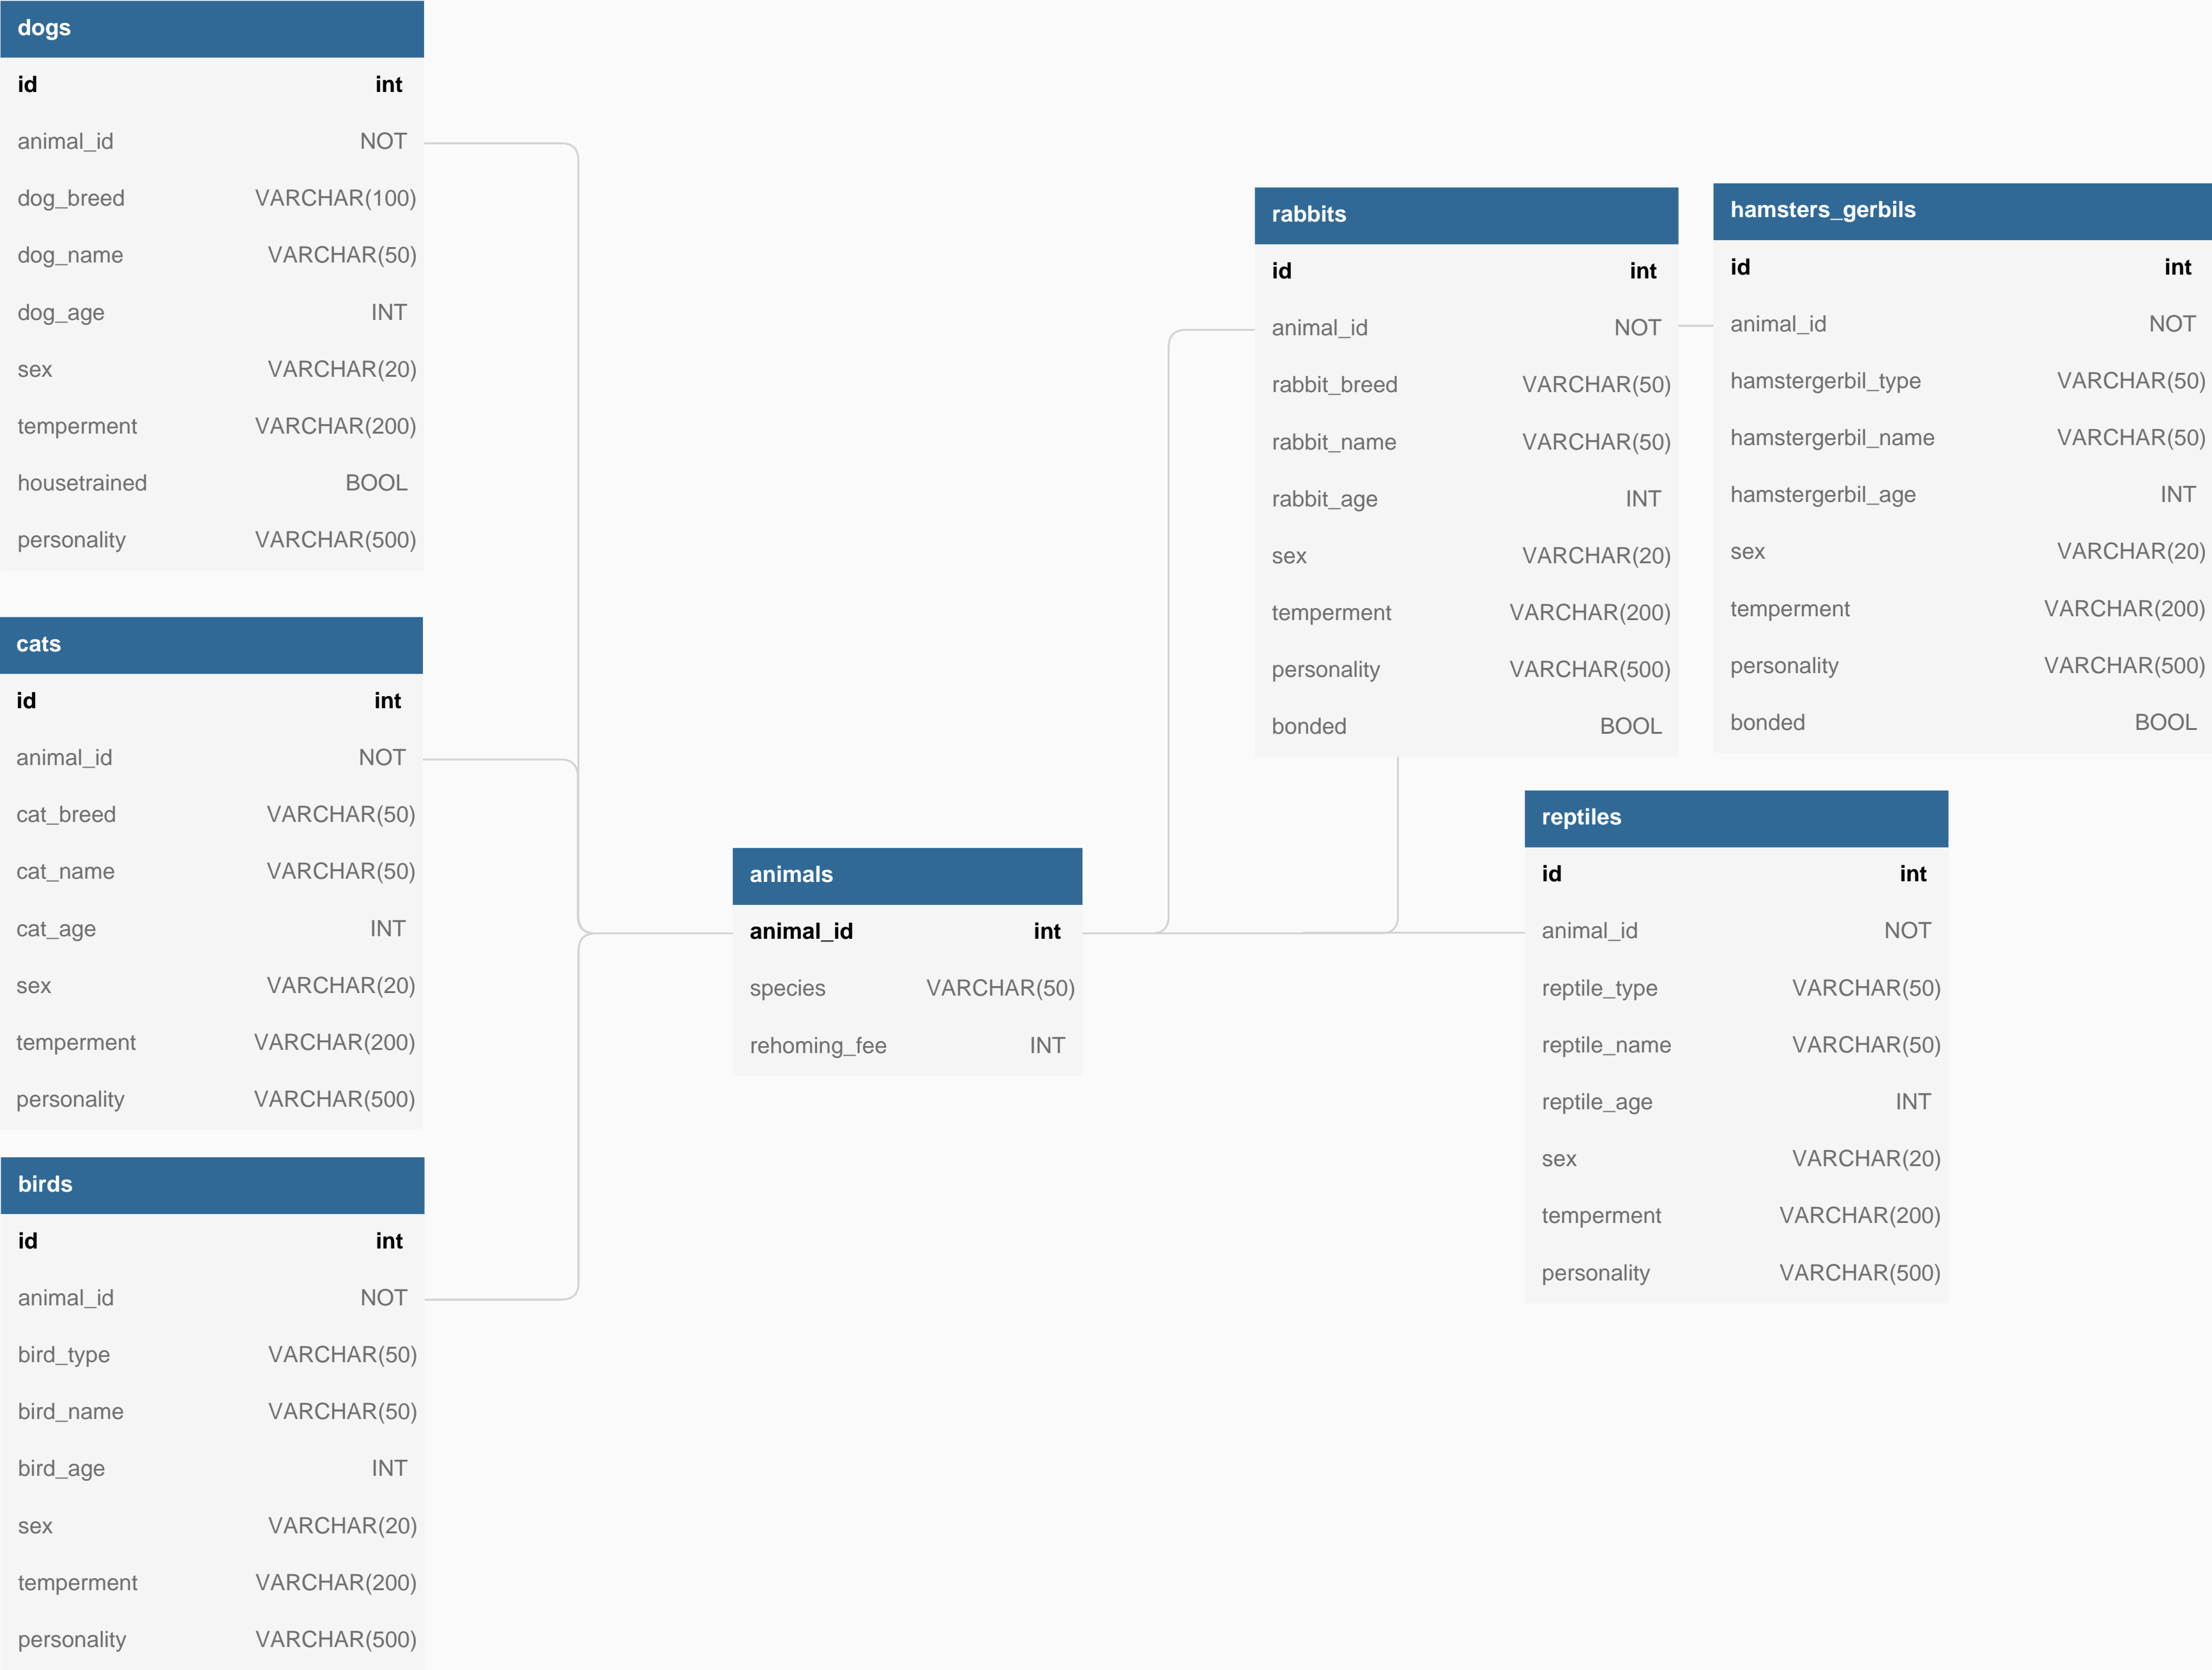 dogs
id int
animal_id NOT
dog_breed VARCHAR(100)
dog_name VARCHAR(50)
dog_age INT
sex VARCHAR(20)
temperment VARCHAR(200)
housetrained BOOL
personality VARCHAR(500)
cats
id int
animal_id NOT
cat_breed VARCHAR(50)
cat_name VARCHAR(50)
cat_age INT
sex VARCHAR(20)
temperment VARCHAR(200)
personality VARCHAR(500)
birds
id int
animal_id NOT
bird_type VARCHAR(50)
bird_name VARCHAR(50)
bird_age INT
sex VARCHAR(20)
temperment VARCHAR(200)
personality VARCHAR(500)
animals
animal_id int
species VARCHAR(50)
rehoming_fee INT
rabbits
id int
animal_id NOT
rabbit_breed VARCHAR(50)
rabbit_name VARCHAR(50)
rabbit_age INT
sex VARCHAR(20)
temperment VARCHAR(200)
personality VARCHAR(500)
bonded BOOL
hamsters_gerbils
id int
animal_id NOT
hamstergerbil_type VARCHAR(50)
hamstergerbil_name VARCHAR(50)
hamstergerbil_age INT
sex VARCHAR(20)
temperment VARCHAR(200)
personality VARCHAR(500)
bonded BOOL
reptiles
id int
animal_id NOT
reptile_type VARCHAR(50)
reptile_name VARCHAR(50)
reptile_age INT
sex VARCHAR(20)
temperment VARCHAR(200)
personality VARCHAR(500)